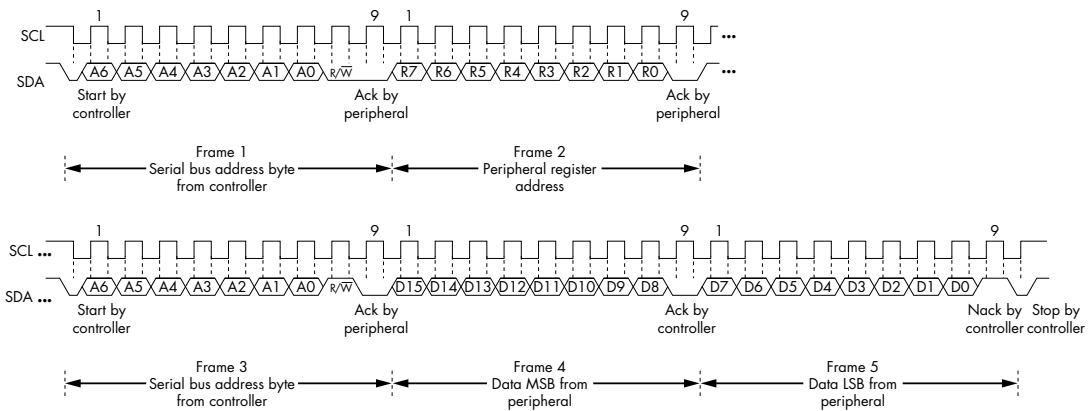 1 9 1 9
SCL ...
SDA A6 A5 A4 A3 A2 A1 A0 R/W̅ R7 R6 R5 R4 R3 R2 R1 R0 ...
Start by controller
Ack by peripheral
Ack by peripheral
Frame 1
Serial bus address byte
from controller
Frame 2
Peripheral register
address
1 9 1 9 1 9
SCL ...
SDA ... A6 A5 A4 A3 A2 A1 A0 R/W̅ D15 D14 D13 D12 D11 D10 D9 D8 D7 D6 D5 D4 D3 D2 D1 D0
Start by controller
Ack by peripheral
Ack by controller
Nack by controller
Stop by controller
Frame 3
Serial bus address byte
from controller
Frame 4
Data MSB from
peripheral
Frame 5
Data LSB from
peripheral